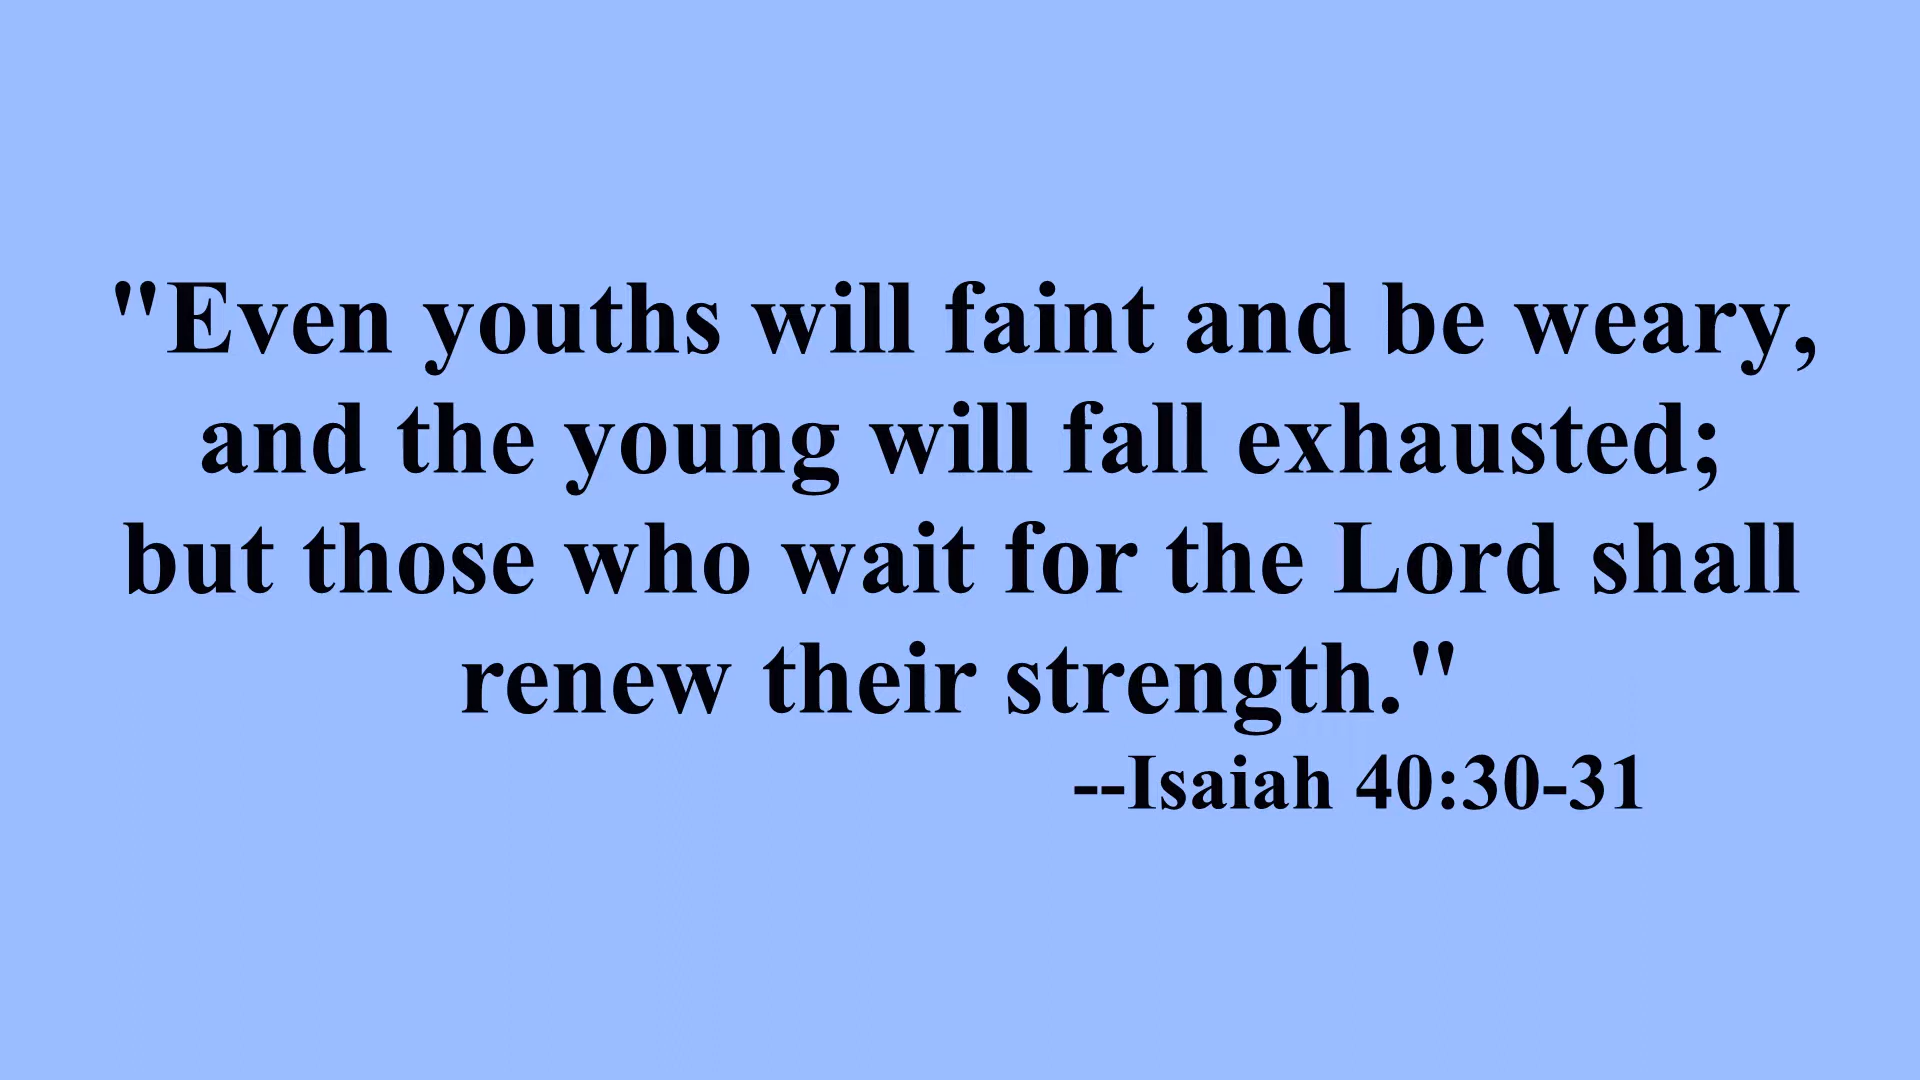 "Even youths will faint and be weary,
and the young will fall exhausted;
but those who wait for the Lord shall
renew their strength."
--Isaiah 40:30-31